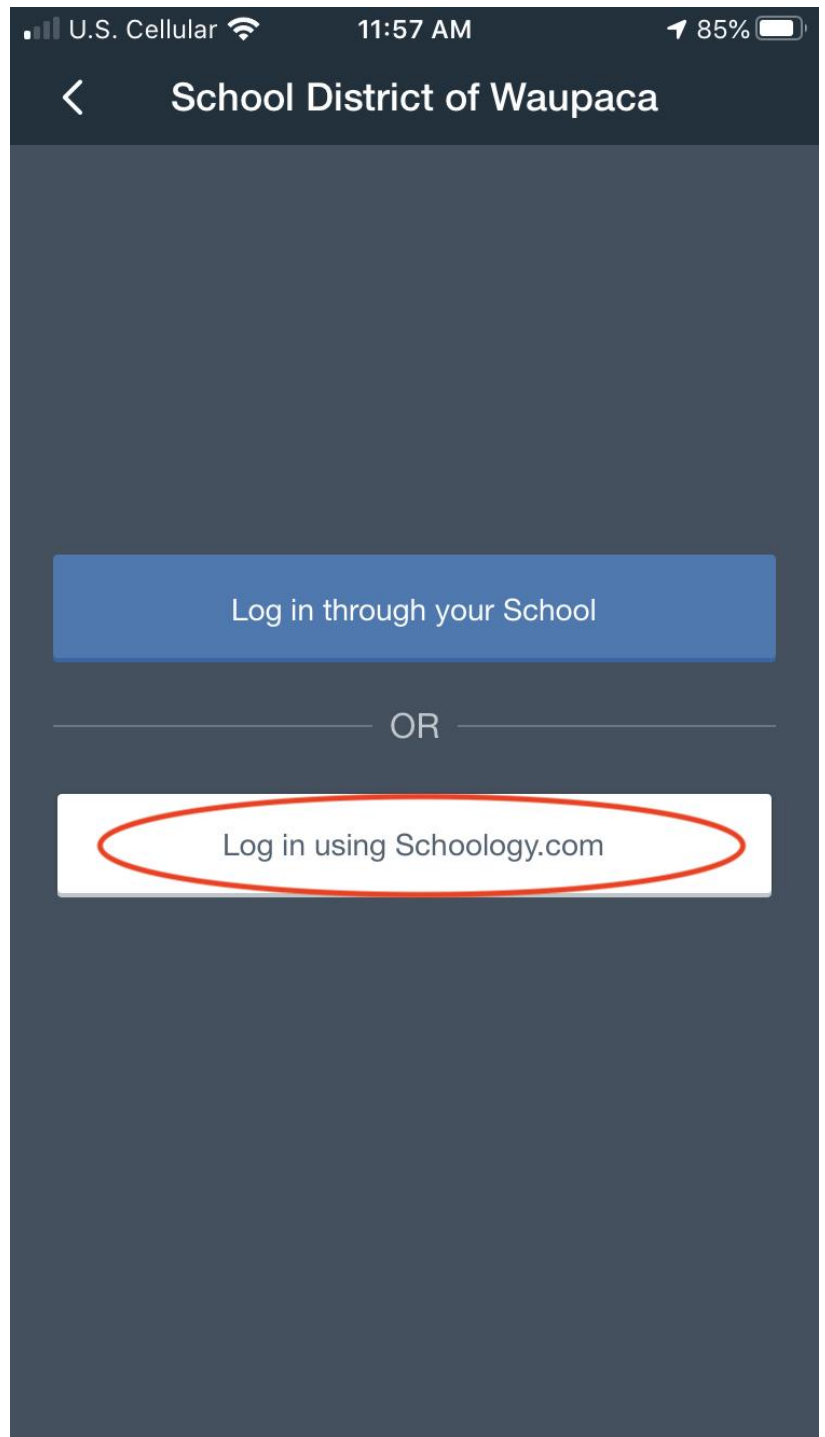 U.S. Cellular 11:57 AM 85%
School District of Waupaca
Log in through your School
OR
Log in using Schoology.com